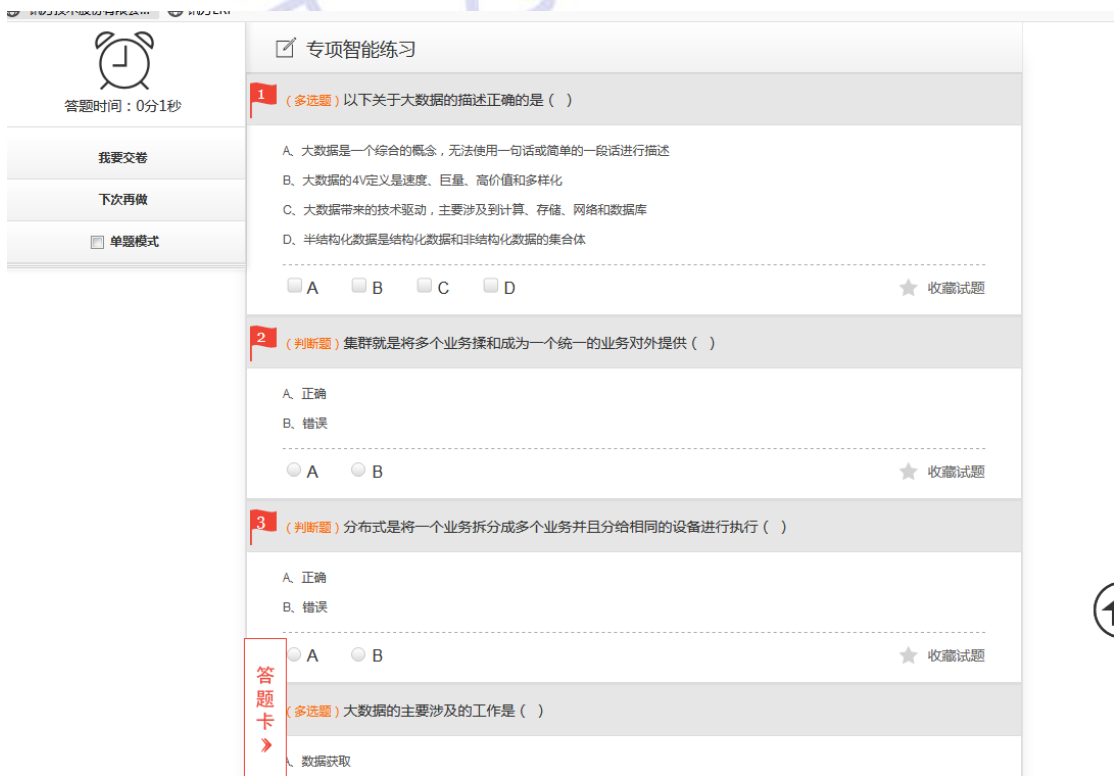 专项智能练习
答题时间：0分1秒
我要交卷
下次再做
单题模式
1
（多选题）以下关于大数据的描述正确的是（ ）
A、大数据是一个综合的概念，无法使用一句话或简单的一段话进行描述
B、大数据的4V定义是速度、巨量、高价值和多样化
C、大数据带来的技术驱动，主要涉及到计算、存储、网络和数据库
D、半结构化数据是结构化数据和非结构化数据的集合体
A B C D 收藏试题
2
（判断题）集群就是将多个业务揉和成为一个统一的业务对外提供（ ）
A、正确
B、错误
A B 收藏试题
3
（判断题）分布式是将一个业务拆分成多个业务并且分给相同的设备进行执行（ ）
A、正确
B、错误
A B 收藏试题
答题卡
（多选题）大数据的主要涉及的工作是（ ）
、数据获取